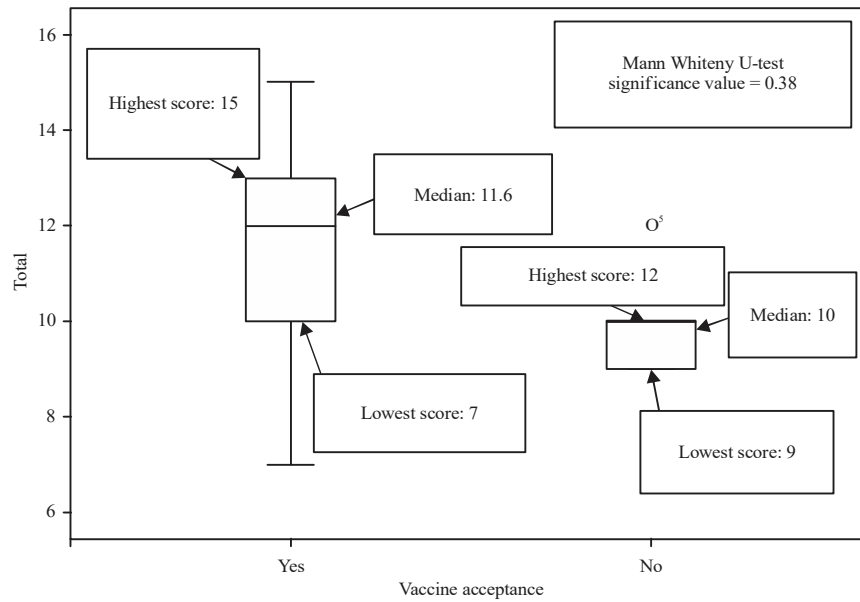 16
14
12
10
8
6
Total
Highest score: 15
Median: 11.6
Lowest score: 7
Mann Whiteny U-test
significance value = 0.38
O⁵
Highest score: 12
Median: 10
Lowest score: 9
Yes
No
Vaccine acceptance